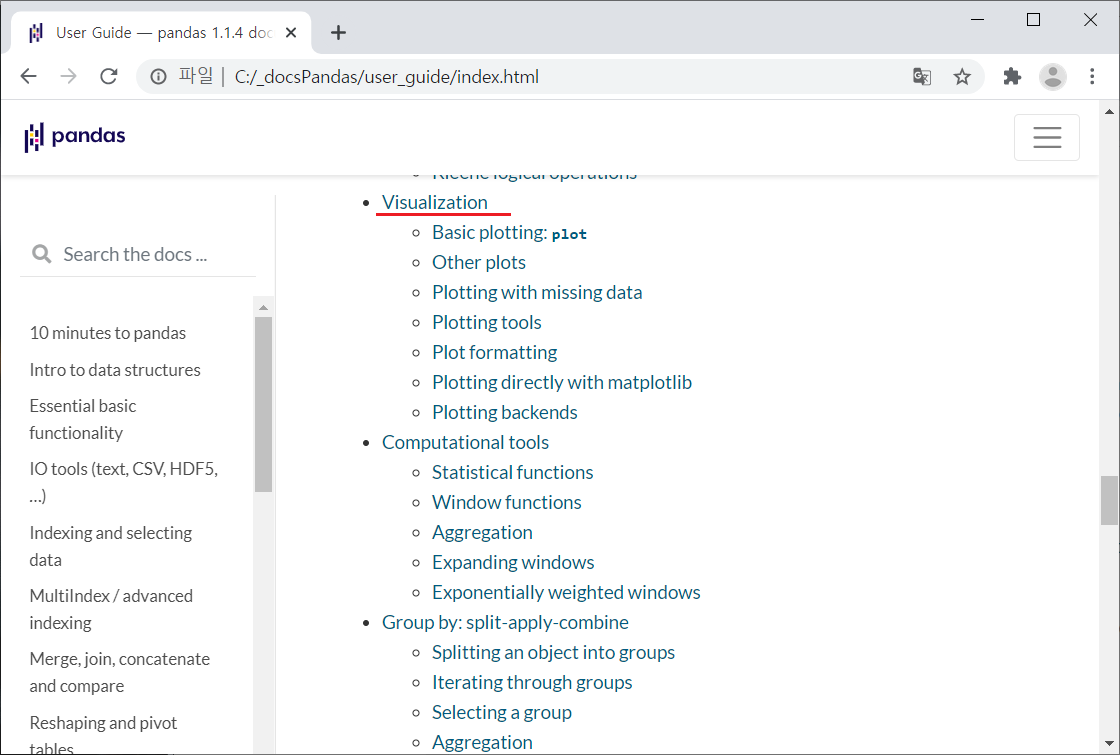 User Guide — pandas 1.1.4 doc
파일 | C:/_docsPandas/user_guide/index.html
pandas
Search the docs ...
10 minutes to pandas
Intro to data structures
Essential basic
functionality
IO tools (text, CSV, HDF5,
…)
Indexing and selecting
data
MultiIndex / advanced
indexing
Merge, join, concatenate
and compare
Reshaping and pivot
tables
Kleene logical operations
Visualization
Basic plotting: plot
Other plots
Plotting with missing data
Plotting tools
Plot formatting
Plotting directly with matplotlib
Plotting backends
Computational tools
Statistical functions
Window functions
Aggregation
Expanding windows
Exponentially weighted windows
Group by: split-apply-combine
Splitting an object into groups
Iterating through groups
Selecting a group
Aggregation